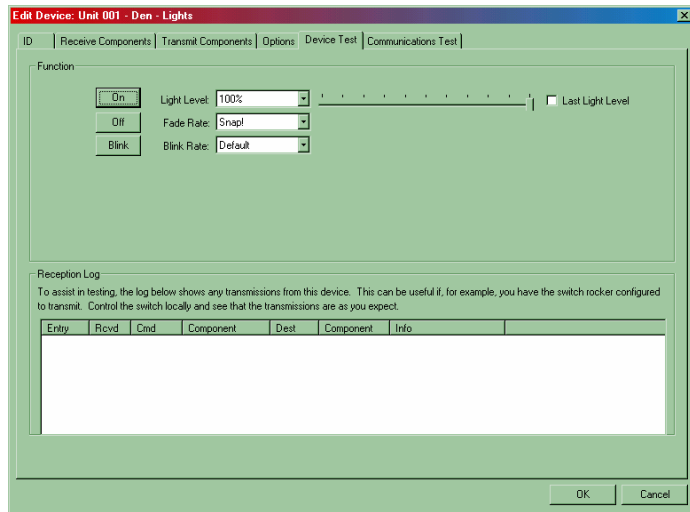 Edit Device: Unit 001 - Den - Lights
ID Receive Components Transmit Components Options Device Test Communications Test
Function
On Light Level: 100% Last Light Level
Off Fade Rate: Snap!
Blink Blink Rate: Default
Reception Log
To assist in testing, the log below shows any transmissions from this device. This can be useful if, for example, you have the switch rocker configured
to transmit. Control the switch locally and see that the transmissions are as you expect.
Entry Rcvd Cmd Component Dest Component Info
OK Cancel